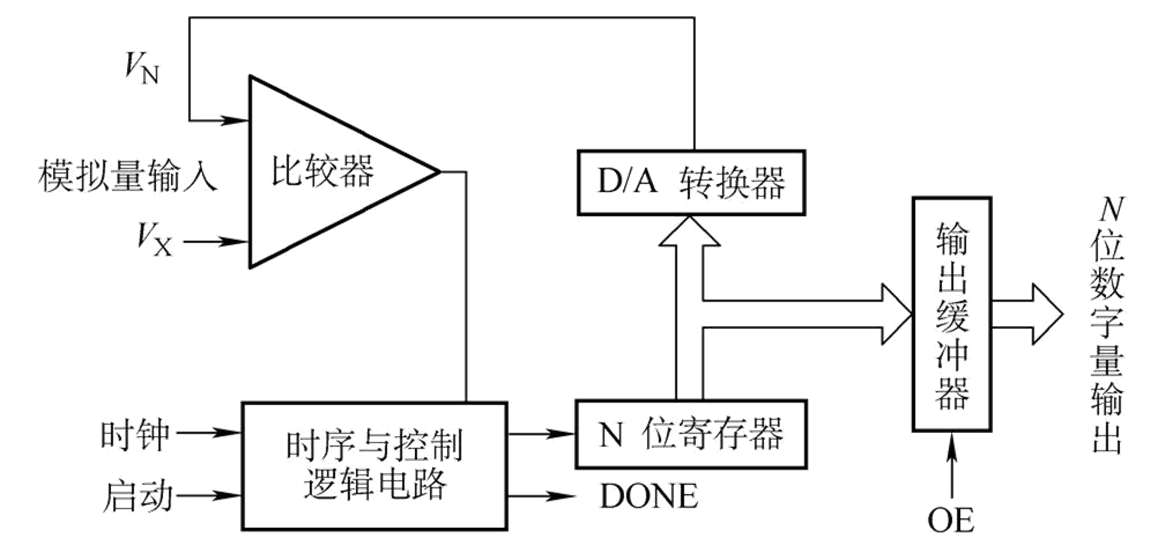 V_N
模拟量输入
V_X
比较器
D/A 转换器
输出缓冲器
N位数字量输出
时钟
启动
时序与控制
逻辑电路
N 位寄存器
DONE
OE